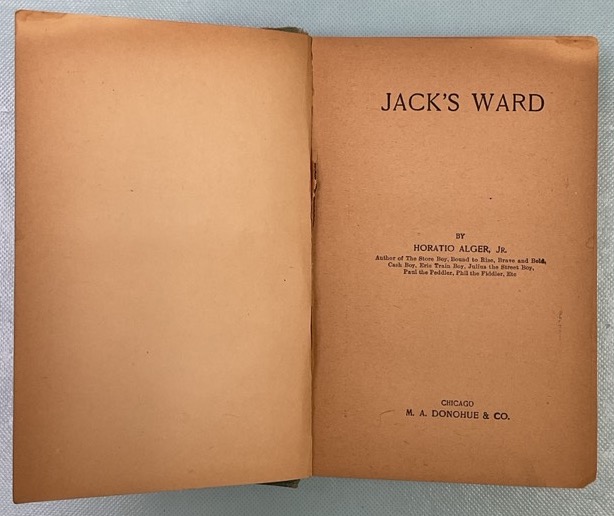 JACK'S WARD
BY
HORATIO ALGER, JR.
Author of The Store Boy, Bound to Rise, Brave and Bold,
Cash Boy, Erie Train Boy, Julius the Street Boy,
Paul the Peddler, Phil the Fiddler, Etc
CHICAGO
M. A. DONOHUE & CO.